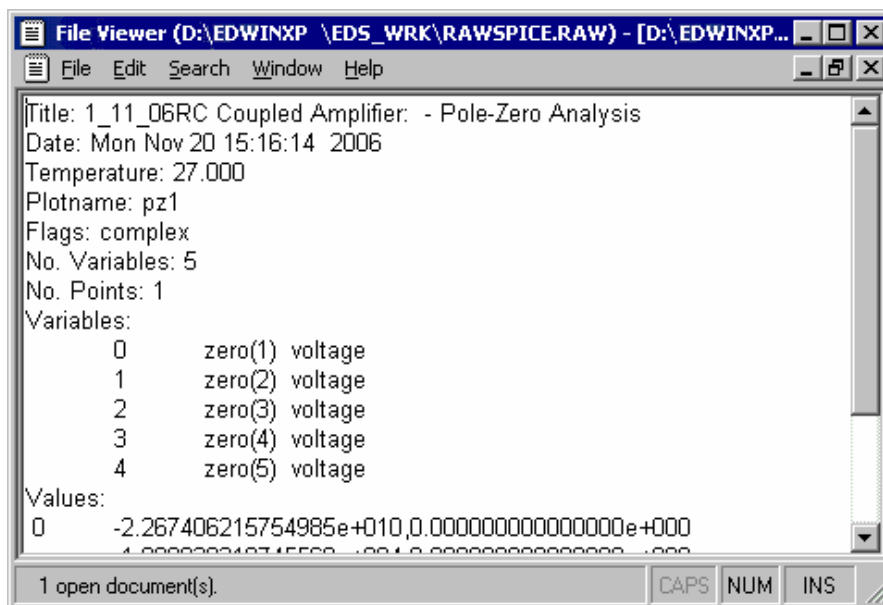 File Viewer (D:\EDWINXP \EDS_WRK\RAWSPICE.RAW) - [D:\EDWINXP...
File Edit Search Window Help
Title: 1_11_06RC Coupled Amplifier: - Pole-Zero Analysis
Date: Mon Nov 20 15:16:14 2006
Temperature: 27.000
Plotname: pz1
Flags: complex
No. Variables: 5
No. Points: 1
Variables:
0 zero(1) voltage
1 zero(2) voltage
2 zero(3) voltage
3 zero(4) voltage
4 zero(5) voltage
Values:
0 -2.267406215754985e+010,0.000000000000000e+000
1 open document(s). CAPS NUM INS